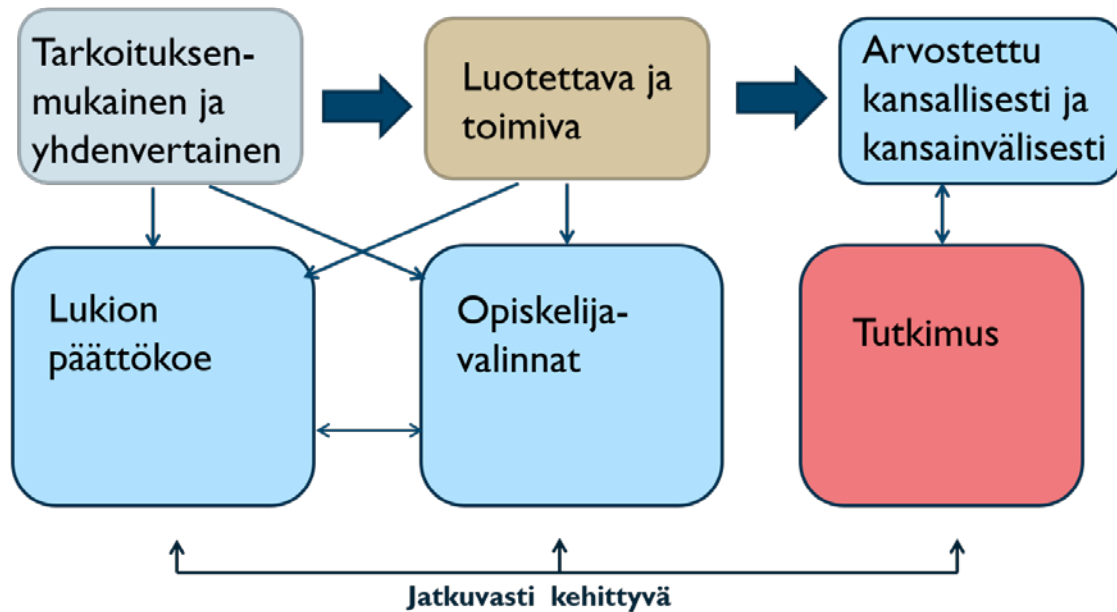 Tarkoituksen-
mukainen ja
yhdenvertainen
Luotettava ja
toimiva
Arvostettu
kansallisesti ja
kansainvälisesti
Lukion
päättökoe
Opiskelija-
valinnat
Tutkimus
Jatkuvasti kehittyvä